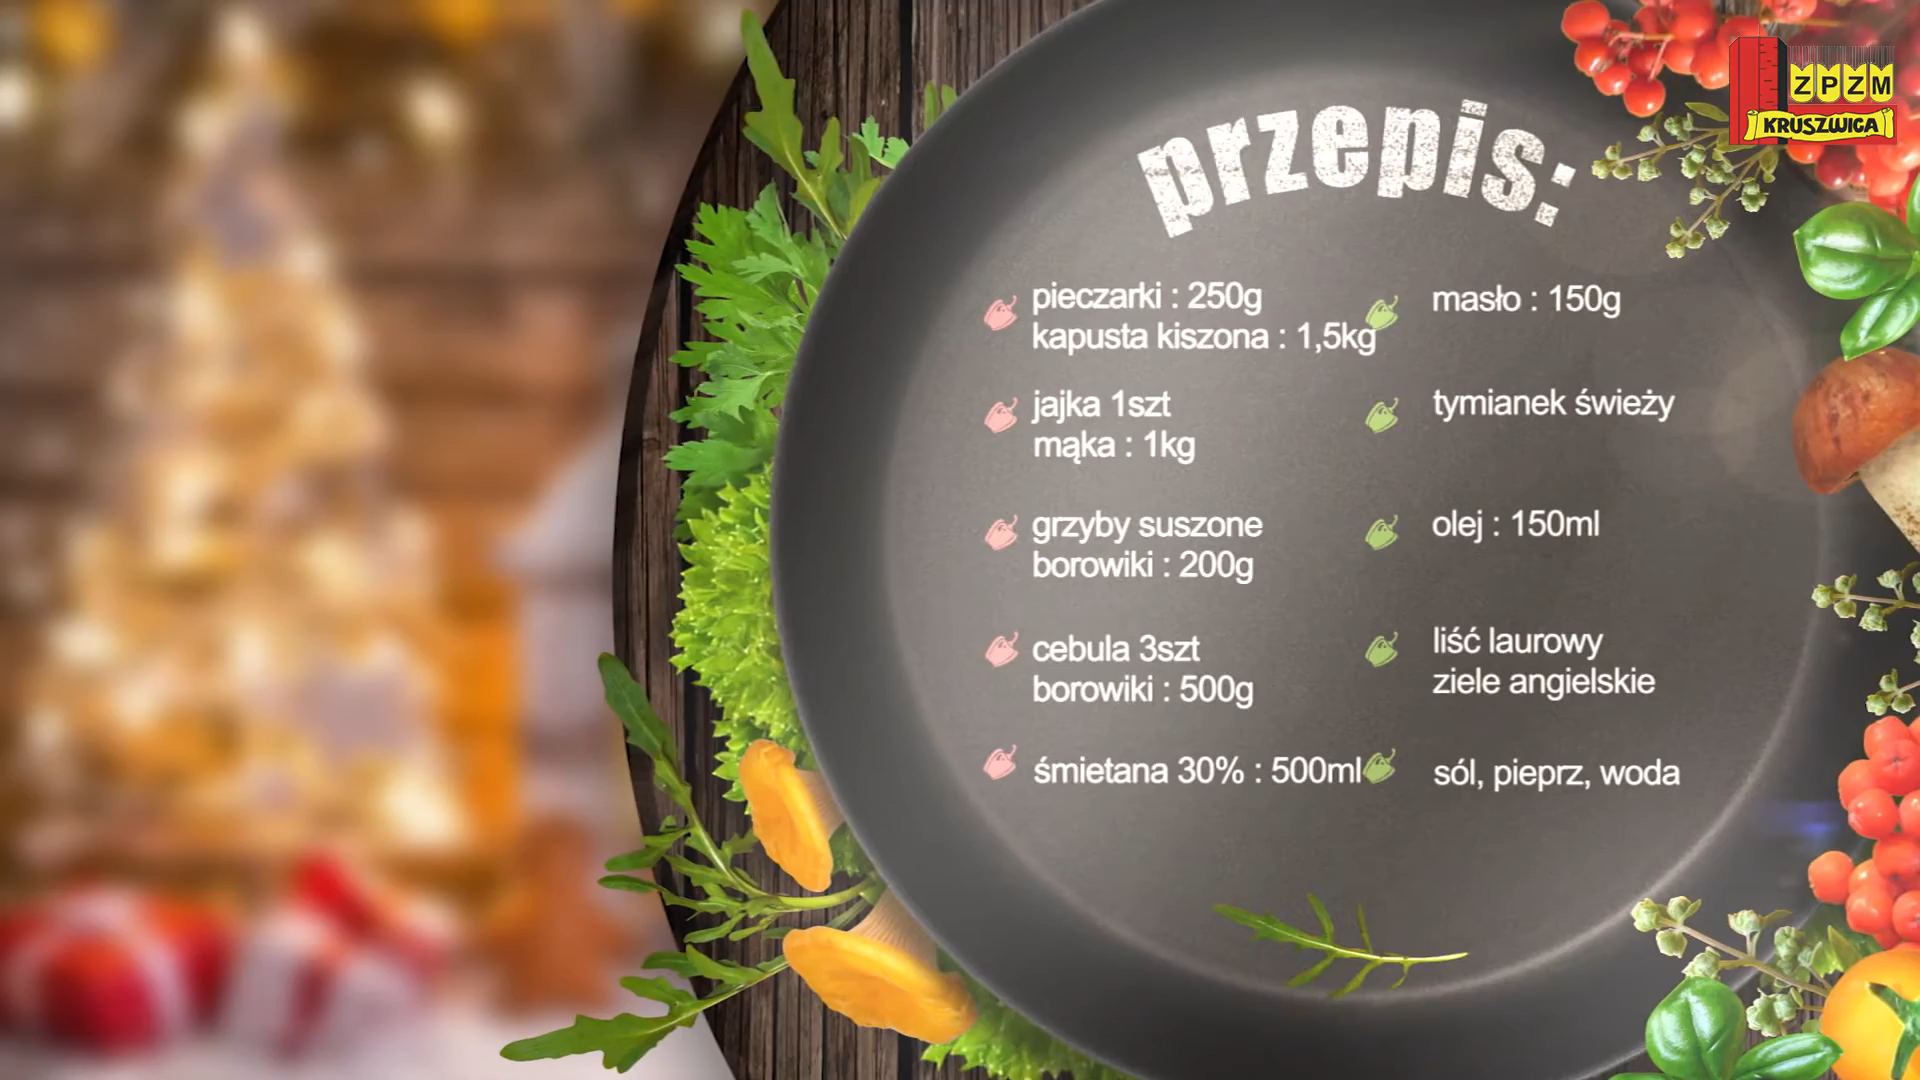 ZPZM
KRUSZWICA
przepis:
pieczarki : 250g
kapusta kiszona : 1,5kg
jajka 1szt
mąka : 1kg
grzyby suszone
borowiki : 200g
cebula 3szt
borowiki : 500g
śmietana 30% : 500ml
masło : 150g
tymianek świeży
olej : 150ml
liść laurowy
ziele angielskie
sól, pieprz, woda